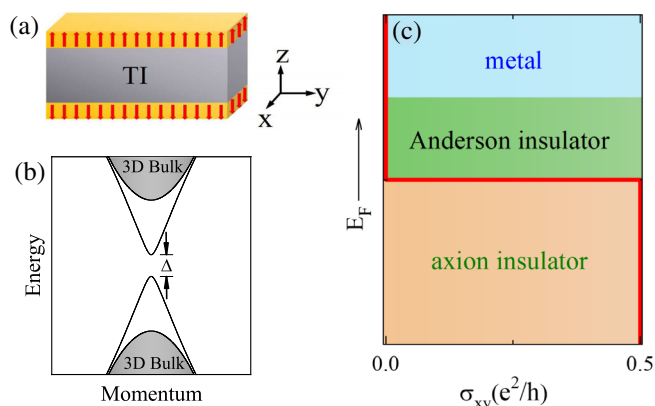 (a)
TI
z
y
x
(b)
3D Bulk
Δ
3D Bulk
Energy
Momentum
(c)
metal
Anderson insulator
axion insulator
E_F
0.0
0.5
σ_xy(e²/h)